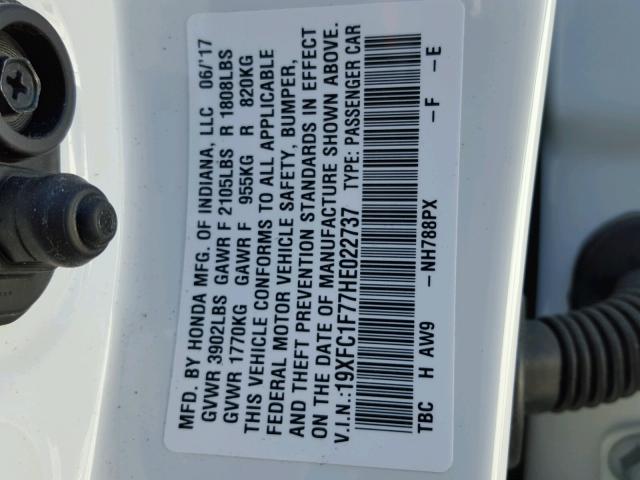 MFD. BY HONDA MFG. OF INDIANA, LLC 06/'17
GVWR 3902LBS GAWR F 2105LBS R 1808LBS
GVWR 1770KG GAWR F 955KG R 820KG
THIS VEHICLE CONFORMS TO ALL APPLICABLE
FEDERAL MOTOR VEHICLE SAFETY, BUMPER,
AND THEFT PREVENTION STANDARDS IN EFFECT
ON THE DATE OF MANUFACTURE SHOWN ABOVE.
V.I.N.:19XFC1F77HE022737 TYPE: PASSENGER CAR
TBC H AW9 -NH788PX -F -E